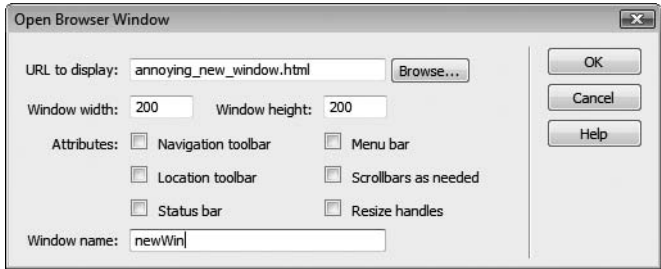 Open Browser Window
URL to display: annoying_new_window.html Browse... OK
Window width: 200 Window height: 200 Cancel
Attributes: Navigation toolbar Menu bar Help
Location toolbar Scrollbars as needed
Status bar Resize handles
Window name: newWin